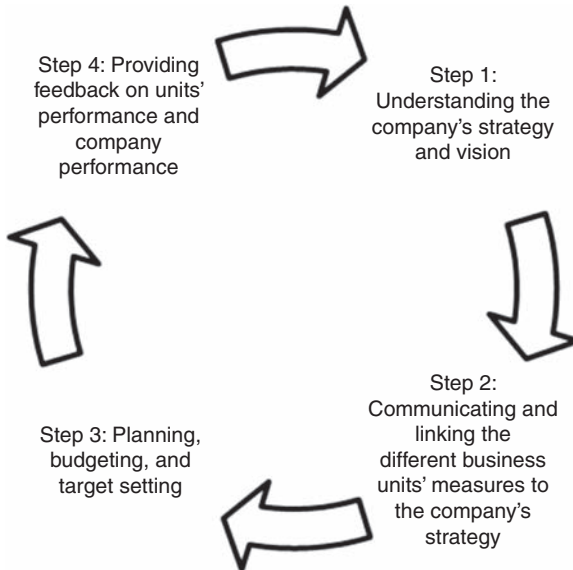 Step 1:
Understanding the
company's strategy
and vision
Step 2:
Communicating and
linking the
different business
units' measures to
the company's
strategy
Step 3: Planning,
budgeting, and
target setting
Step 4: Providing
feedback on units'
performance and
company
performance